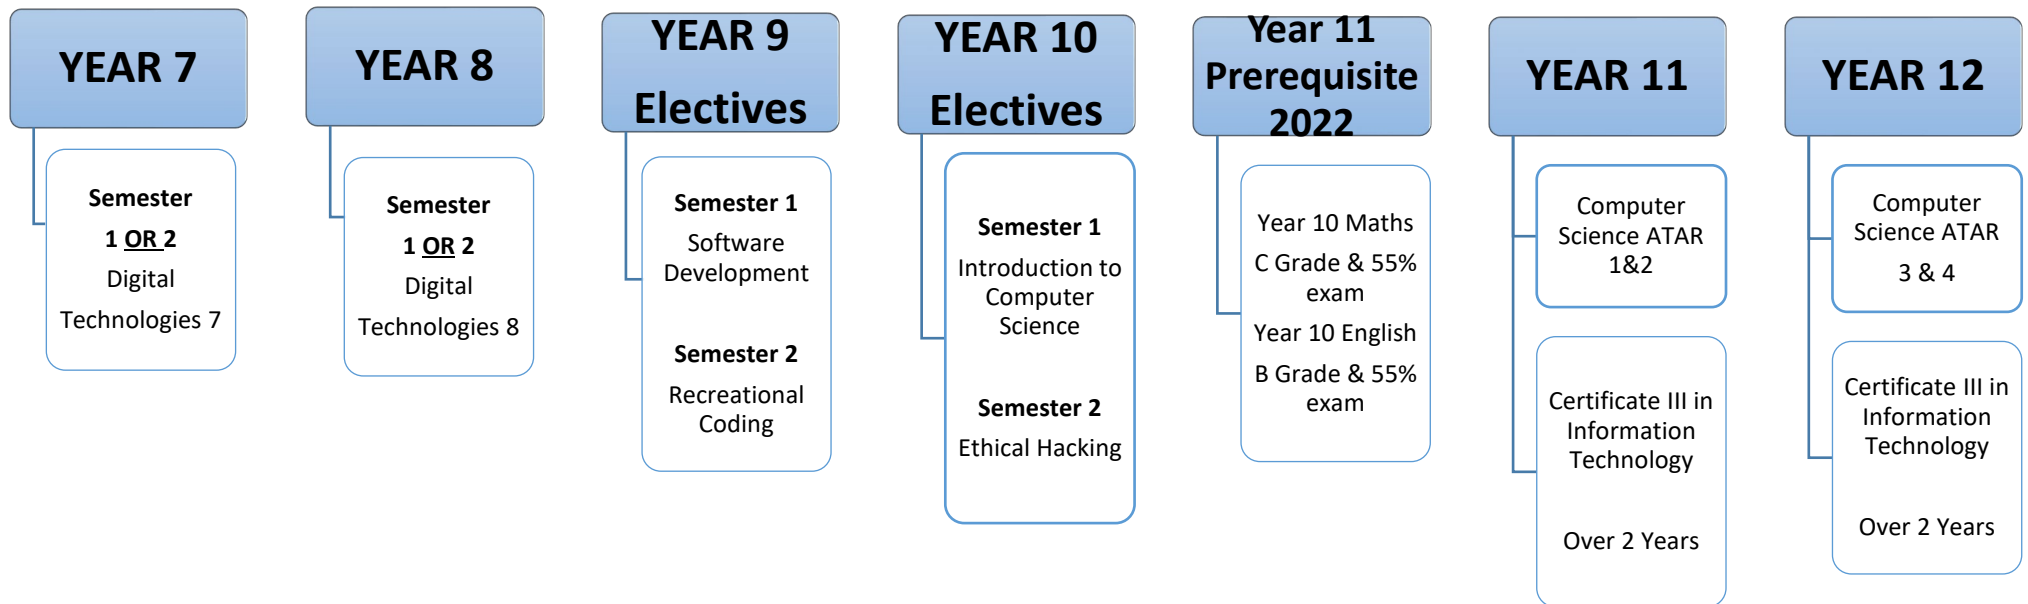 YEAR 7
Semester
1 OR 2
Digital
Technologies 7
YEAR 8
Semester
1 OR 2
Digital
Technologies 8
YEAR 9
Electives
Semester 1
Software
Development
Semester 2
Recreational
Coding
YEAR 10
Electives
Semester 1
Introduction to
Computer
Science
Semester 2
Ethical Hacking
Year 11
Prerequisite
2022
Year 10 Maths
C Grade & 55%
exam
Year 10 English
B Grade & 55%
exam
YEAR 11
Computer
Science ATAR
1&2
Certificate III in
Information
Technology
Over 2 Years
YEAR 12
Computer
Science ATAR
3 & 4
Certificate III in
Information
Technology
Over 2 Years